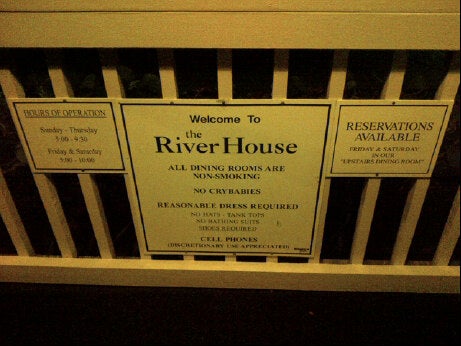 HOURS OF OPERATION
Sunday - Thursday
5:00 - 9:30
Friday & Saturday
5:00 - 10:00
Welcome To
the
River House
ALL DINING ROOMS ARE
NON-SMOKING
NO CRYBABIES
REASONABLE DRESS REQUIRED
NO HATS - TANK TOPS
NO BATHING SUITS
SHOES REQUIRED
CELL PHONES
(DISCRETIONARY USE APPRECIATED)
RESERVATIONS
AVAILABLE
FRIDAY & SATURDAY
IN OUR
"UPSTAIRS DINING ROOM"